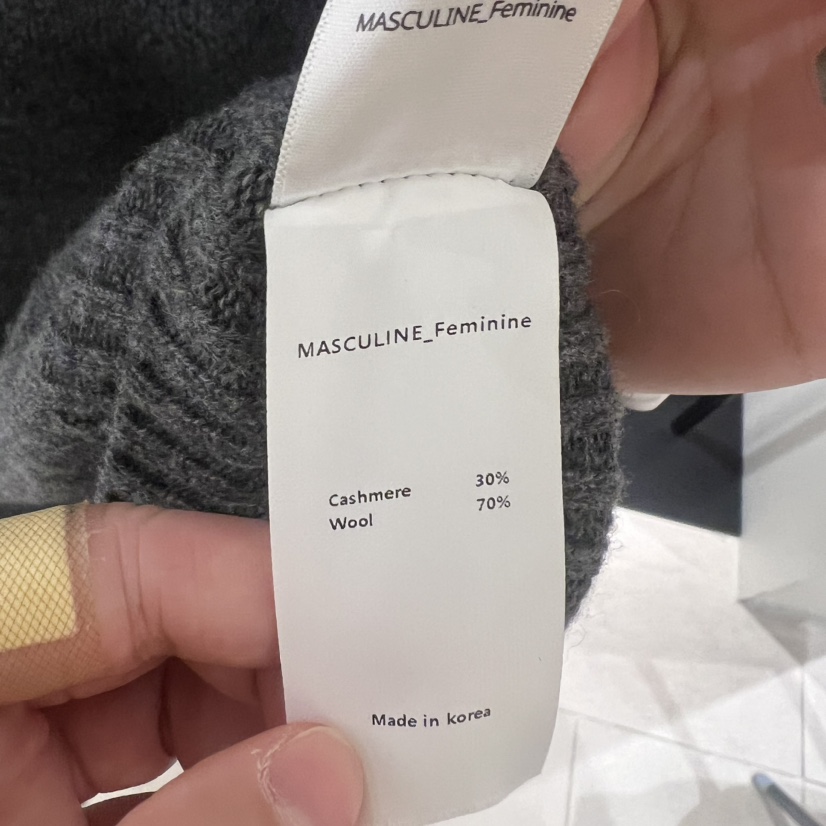 MASCULINE_Feminine
MASCULINE_Feminine
Cashmere 30%
Wool 70%
Made in korea